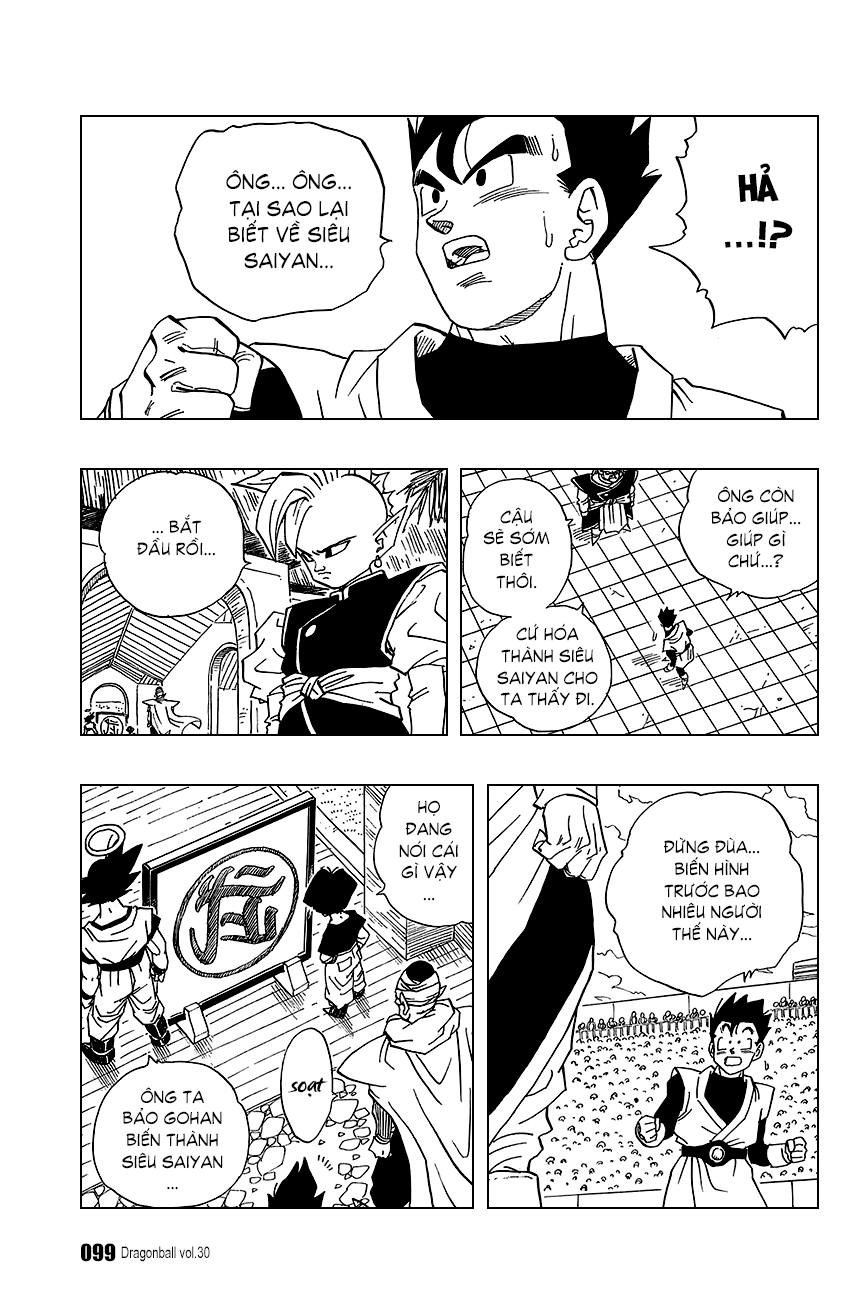 HẢ
...!?
ÔNG... ÔNG...
TẠI SAO LẠI
BIẾT VỀ SIÊU
SAIYAN...
ÔNG CÒN
BẢO GIÚP...
GIÚP GÌ
CHỨ...?
CẬU
SẼ SỚM
BIẾT
THÔI.
CỨ HÓA
THÀNH SIÊU
SAIYAN CHO
TA THẤY ĐI.
... BẮT
ĐẦU RỒI...
ĐỪNG ĐÙA...
BIẾN HÌNH
TRƯỚC BAO
NHIÊU NGƯỜI
THẾ NÀY...
HỌ
ĐANG
NÓI CÁI
GÌ VẬY
...
soạt
ÔNG TA
BẢO GOHAN
BIẾN THÀNH
SIÊU SAIYAN
...
099 Dragonball vol.30